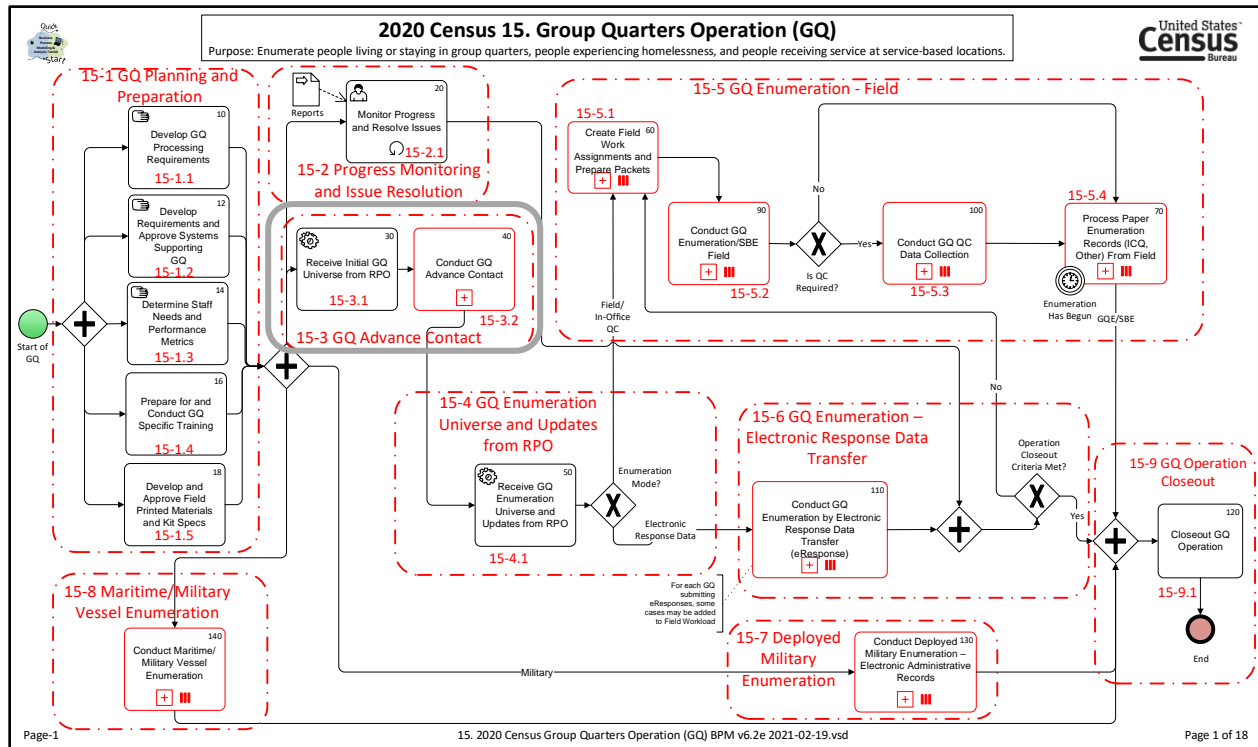 2020 Census 15. Group Quarters Operation (GQ)
Purpose: Enumerate people living or staying in group quarters, people experiencing homelessness, and people receiving service at service-based locations.
Quick
Start
United States
Census
Bureau
15-1 GQ Planning and
Preparation
10
Develop GQ
Processing
Requirements
15-1.1
12
Develop
Requirements and
Approve Systems
Supporting
GQ
15-1.2
14
Determine Staff
Needs and
Performance
Metrics
15-1.3
16
Prepare for and
Conduct GQ
Specific Training
15-1.4
18
Develop and
Approve Field
Printed Materials
and Kit Specs
15-1.5
Start of
GQ
Reports
20
Monitor Progress
and Resolve Issues
15-2.1
15-2 Progress Monitoring
and Issue Resolution
30
Receive Initial GQ
Universe from RPO
15-3.1
40
Conduct GQ
Advance Contact
15-3.2
15-3 GQ Advance Contact
15-4 GQ Enumeration
Universe and Updates
from RPO
50
Receive GQ
Enumeration
Universe and
Updates from RPO
15-4.1
Enumeration
Mode?
Field/
In-Office
QC
Electronic
Response Data
15-5 GQ Enumeration - Field
15-5.1
60
Create Field
Work
Assignments and
Prepare Packets
90
Conduct GQ
Enumeration/SBE
Field
15-5.2
No
Yes
Is QC
Required?
100
Conduct GQ QC
Data Collection
15-5.3
15-5.4
70
Process Paper
Enumeration
Records (ICQ,
Other) From Field
Enumeration
Has Begun
GQE/SBE
15-6 GQ Enumeration –
Electronic Response Data
Transfer
110
Conduct GQ
Enumeration by Electronic
Response Data
Transfer
(eResponse)
For each GQ
submitting
eResponses, some
cases may be added
to Field Workload
No
Operation
Closeout
Criteria Met?
Yes
15-9 GQ Operation
Closeout
120
Closeout GQ
Operation
15-9.1
End
15-7 Deployed
Military
Enumeration
130
Conduct Deployed
Military Enumeration –
Electronic Administrative
Records
Military
15-8 Maritime/Military
Vessel Enumeration
140
Conduct Maritime/
Military Vessel
Enumeration
Page-1
15. 2020 Census Group Quarters Operation (GQ) BPM v6.2e 2021-02-19.vsd
Page 1 of 18